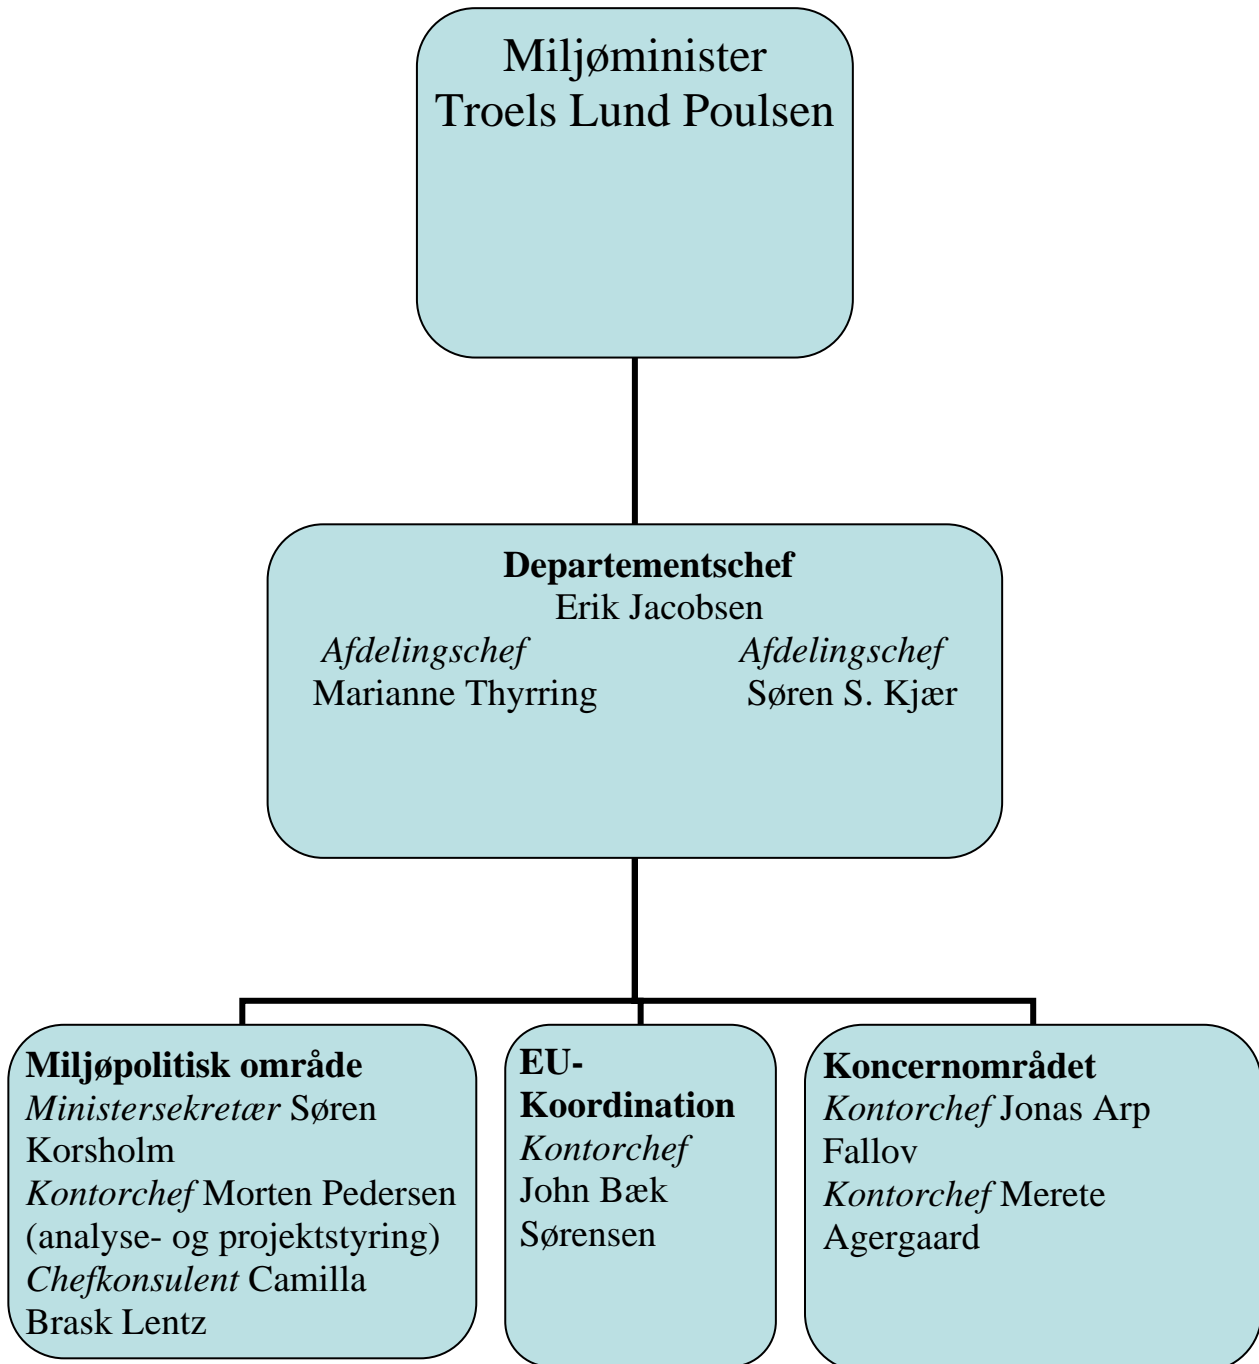 Miljøminister
Troels Lund Poulsen
Departementschef
Erik Jacobsen
Afdelingschef Afdelingschef
Marianne Thyrring Søren S. Kjær
Miljøpolitisk område
Ministersekretær Søren
Korsholm
Kontorchef Morten Pedersen
(analyse- og projektstyring)
Chefkonsulent Camilla
Brask Lentz
EU-
Koordination
Kontorchef
John Bæk
Sørensen
Koncernområdet
Kontorchef Jonas Arp
Fallov
Kontorchef Merete
Agergaard